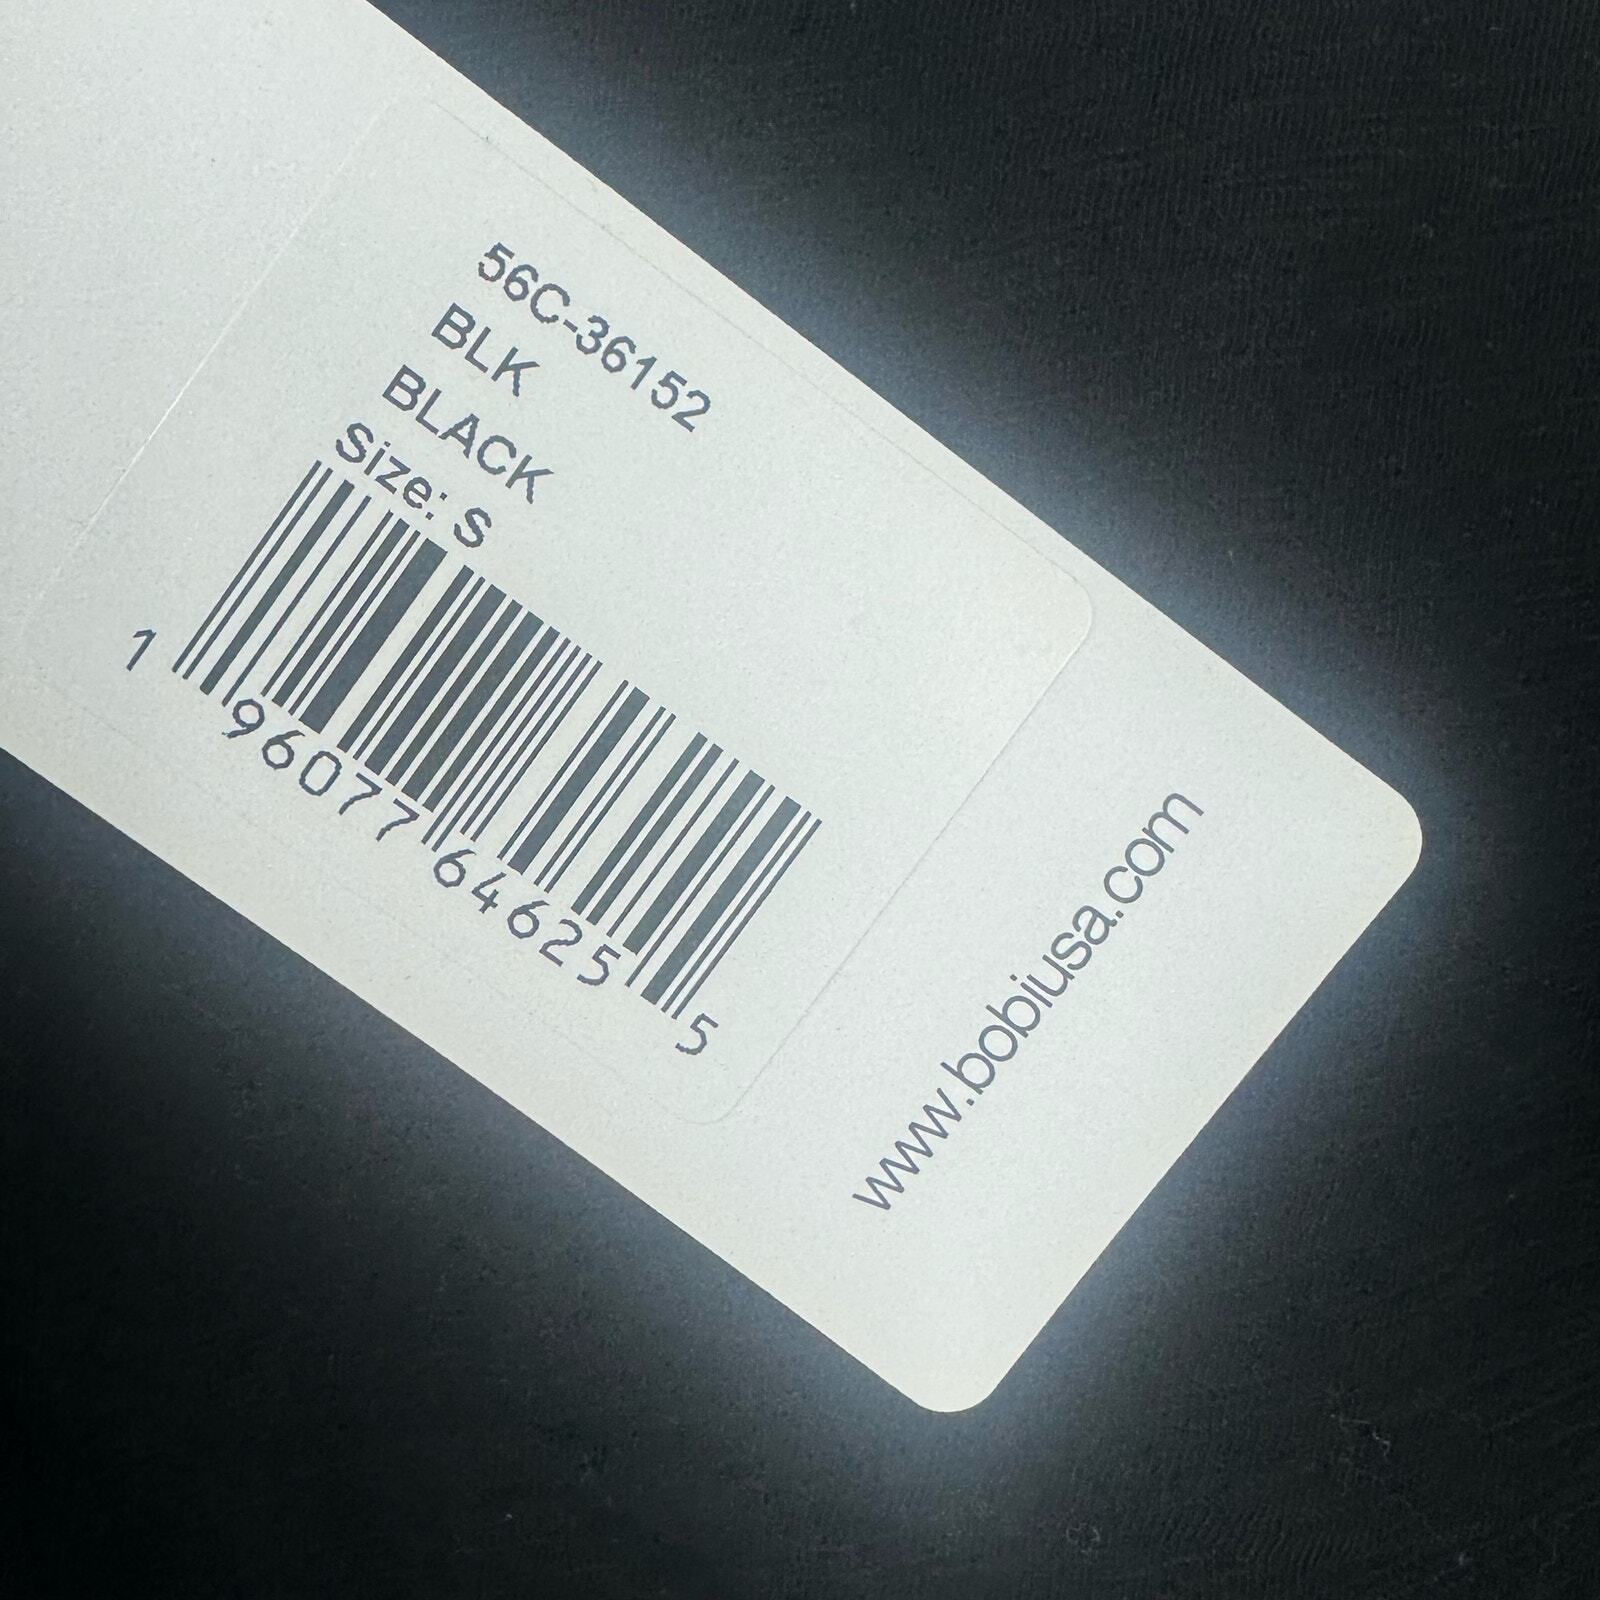 56C-36152
BLK
BLACK
Size: S
1 96077 64625 5
www.bobiusa.com